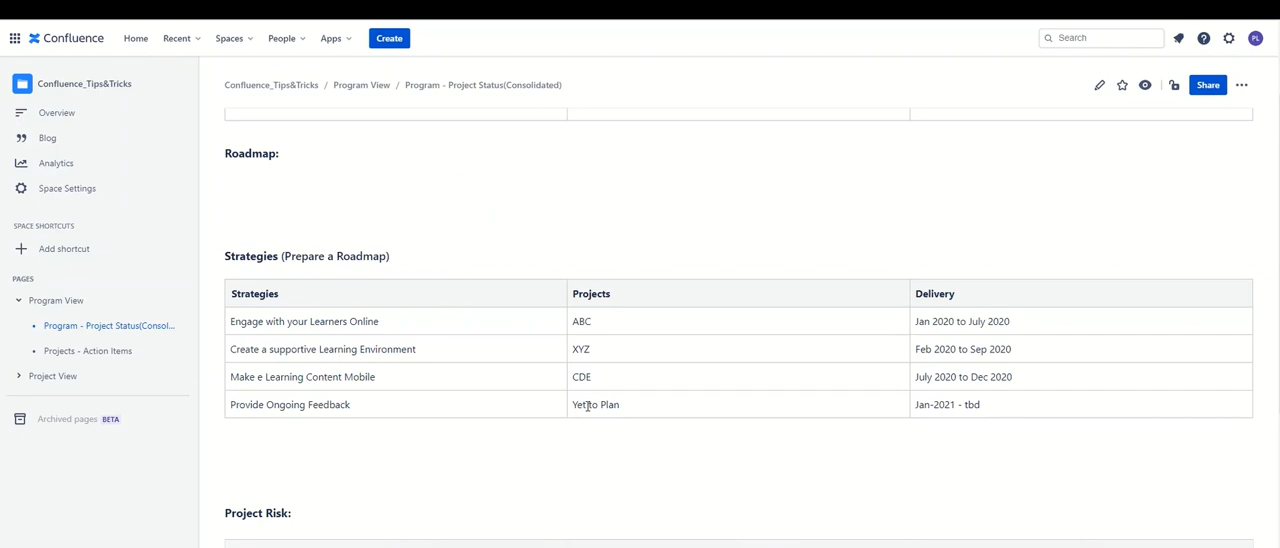 Confluence Home Recent Spaces People Apps Create Search PL
Confluence_Tips&Tricks
Overview
Blog
Analytics
Space Settings
SPACE SHORTCUTS
Add shortcut
PAGES
Program View
Program - Project Status(Consol...
Projects - Action Items
Project View
Archived pages BETA
Confluence_Tips&Tricks / Program View / Program - Project Status(Consolidated) Share
Roadmap:
Strategies (Prepare a Roadmap)
Strategies Projects Delivery
Engage with your Learners Online ABC Jan 2020 to July 2020
Create a supportive Learning Environment XYZ Feb 2020 to Sep 2020
Make e Learning Content Mobile CDE July 2020 to Dec 2020
Provide Ongoing Feedback Yet to Plan Jan-2021 - tbd
Project Risk: